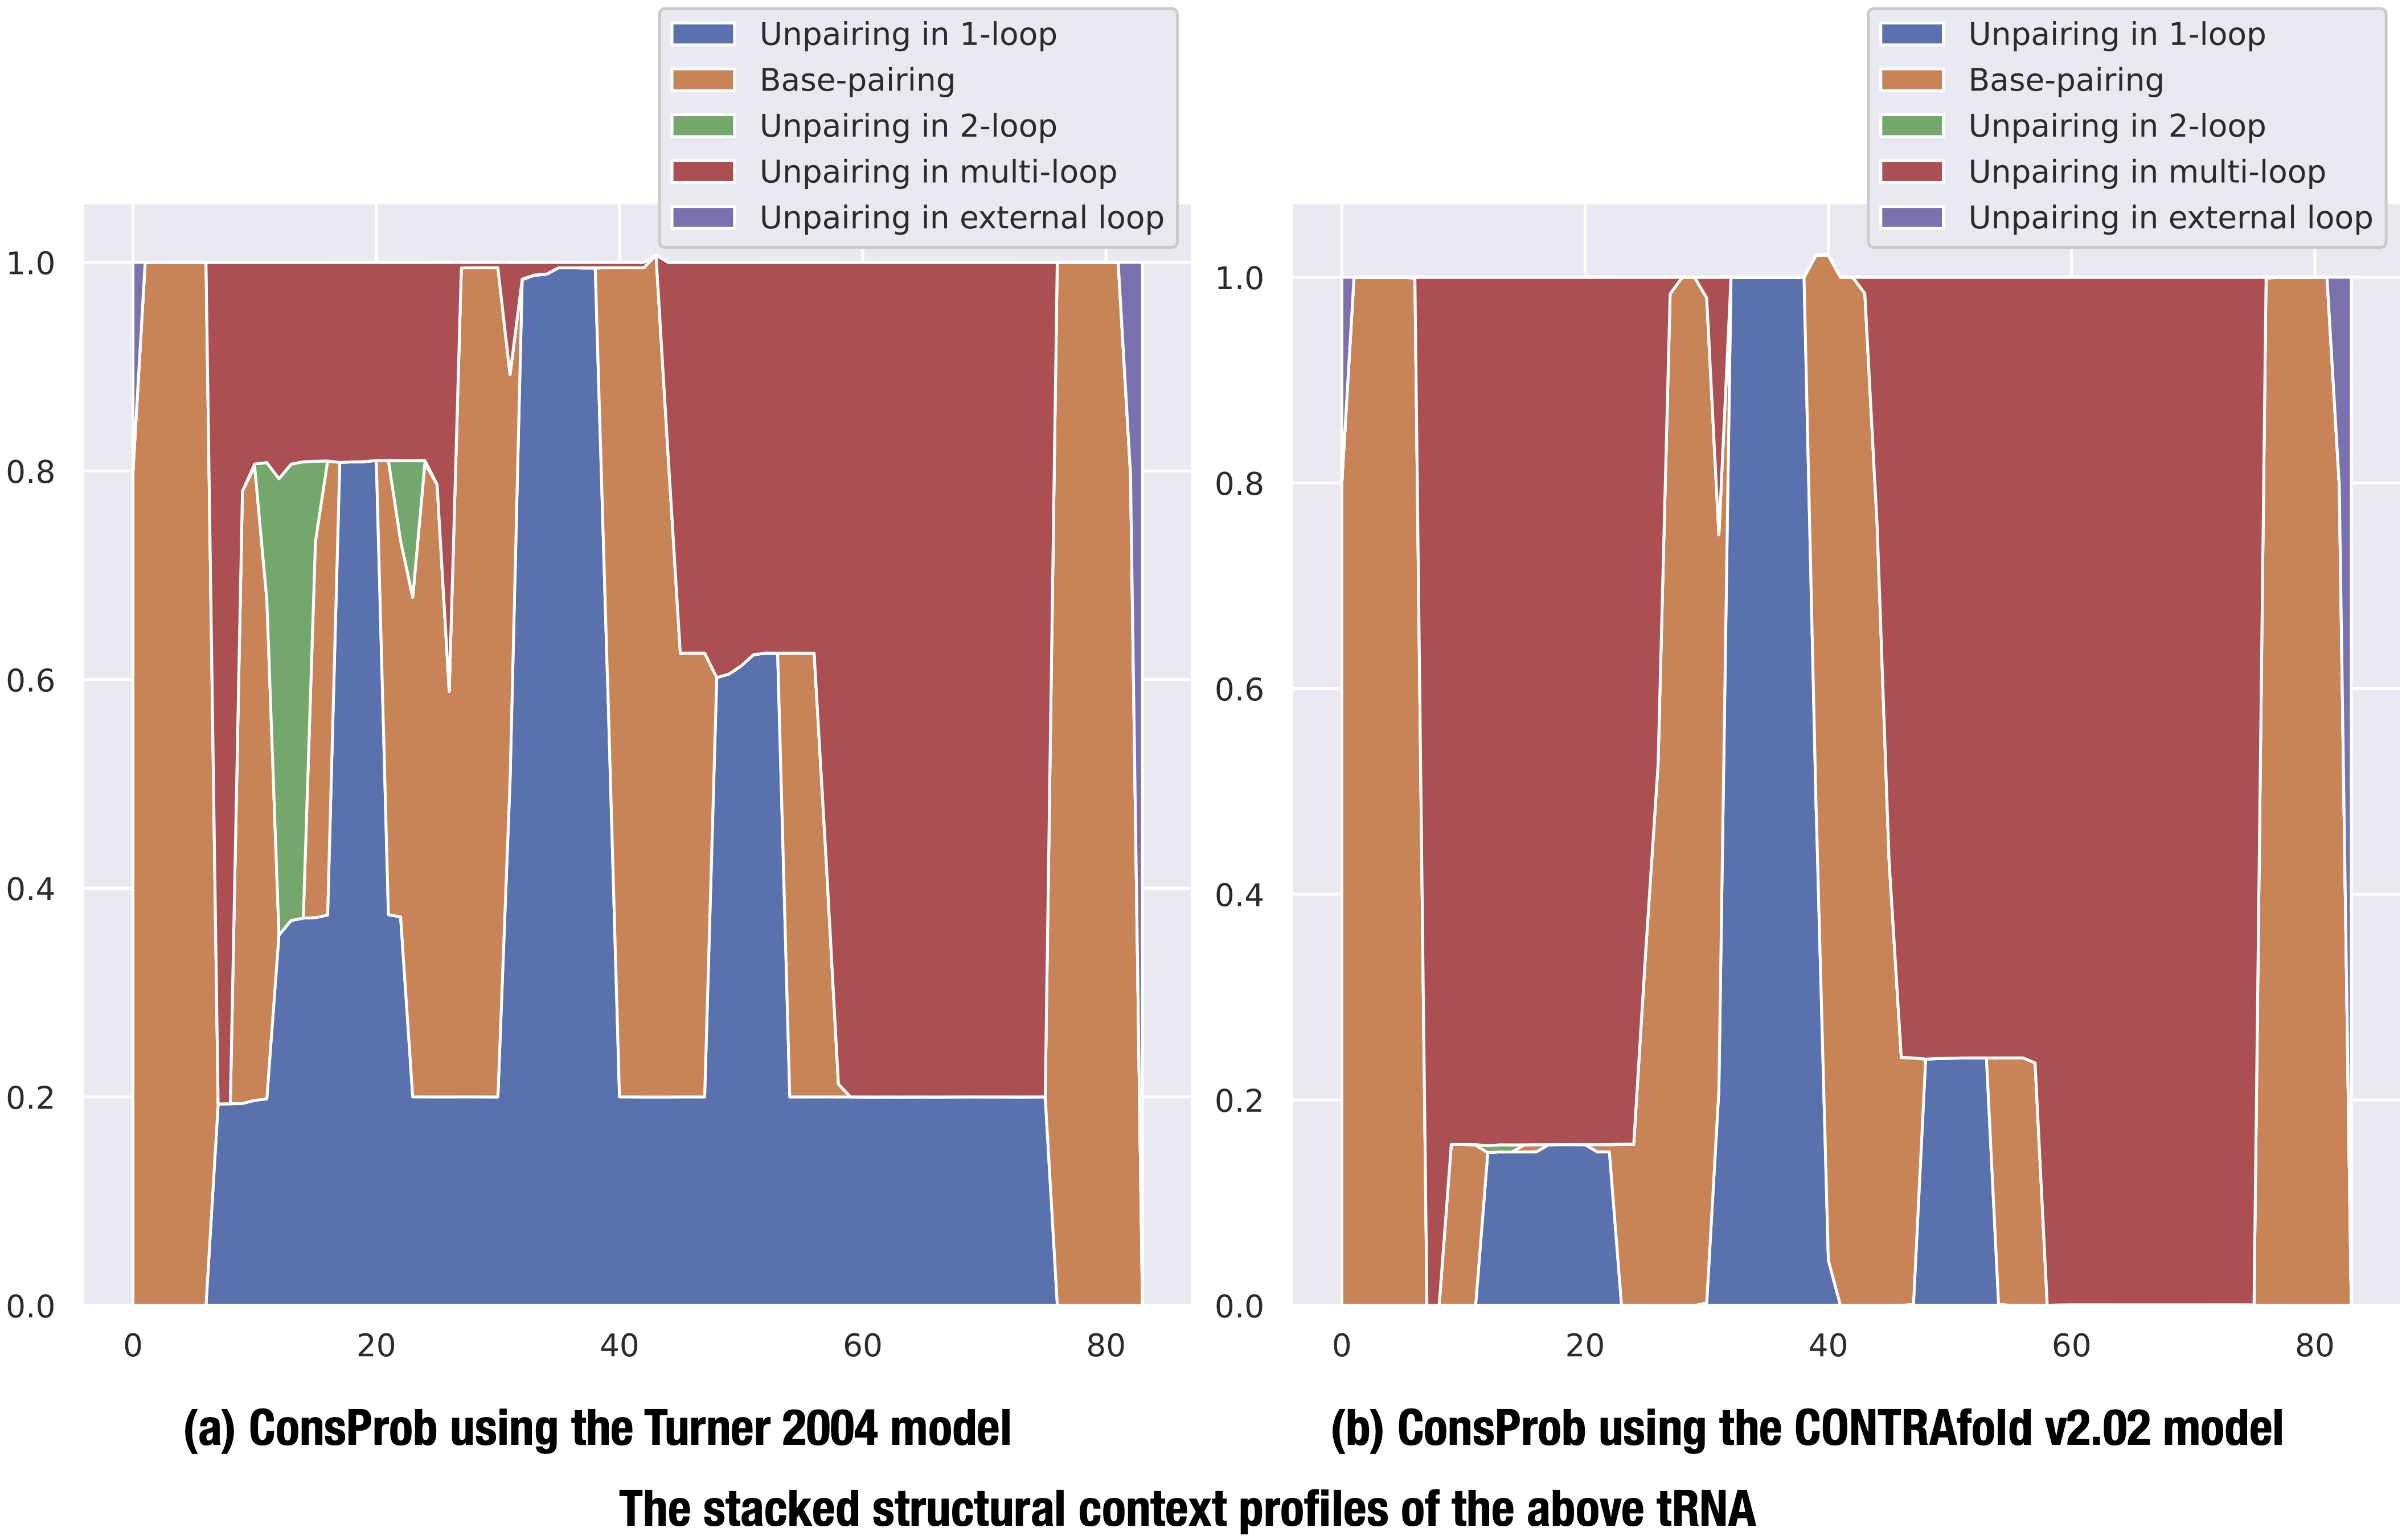 Unpairing in 1-loop
Base-pairing
Unpairing in 2-loop
Unpairing in multi-loop
Unpairing in external loop
1.0
0.8
0.6
0.4
0.2
0.0
0 20 40 60 80
(a) ConsProb using the Turner 2004 model
Unpairing in 1-loop
Base-pairing
Unpairing in 2-loop
Unpairing in multi-loop
Unpairing in external loop
1.0
0.8
0.6
0.4
0.2
0.0
0 20 40 60 80
(b) ConsProb using the CONTRAfold v2.02 model
The stacked structural context profiles of the above tRNA